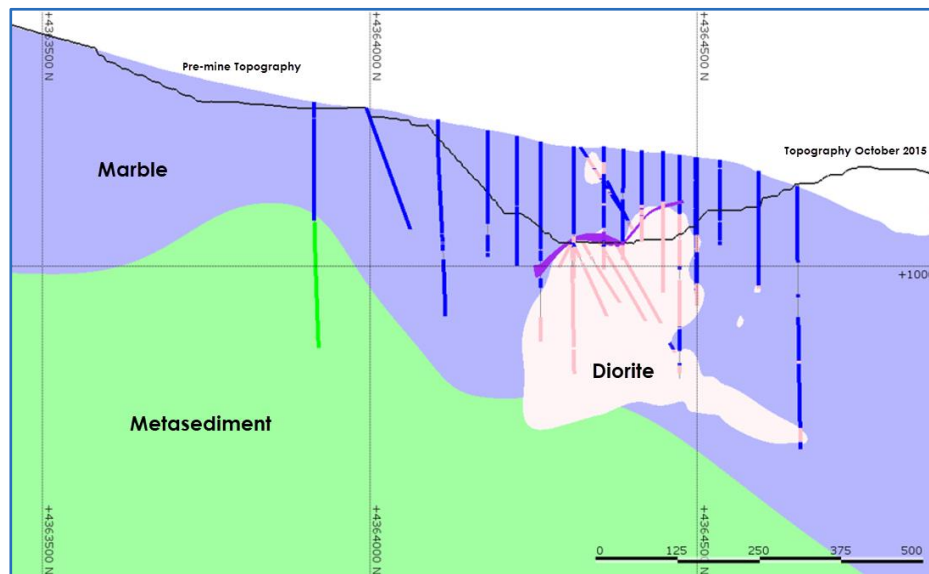 +4363500 N
+4364000 N
+4364500 N
Pre-mine Topography
Topography October 2015
Marble
+1000
Diorite
Metasediment
+4363500 N
+4364000 N
+4364500 N
0 125 250 375 500